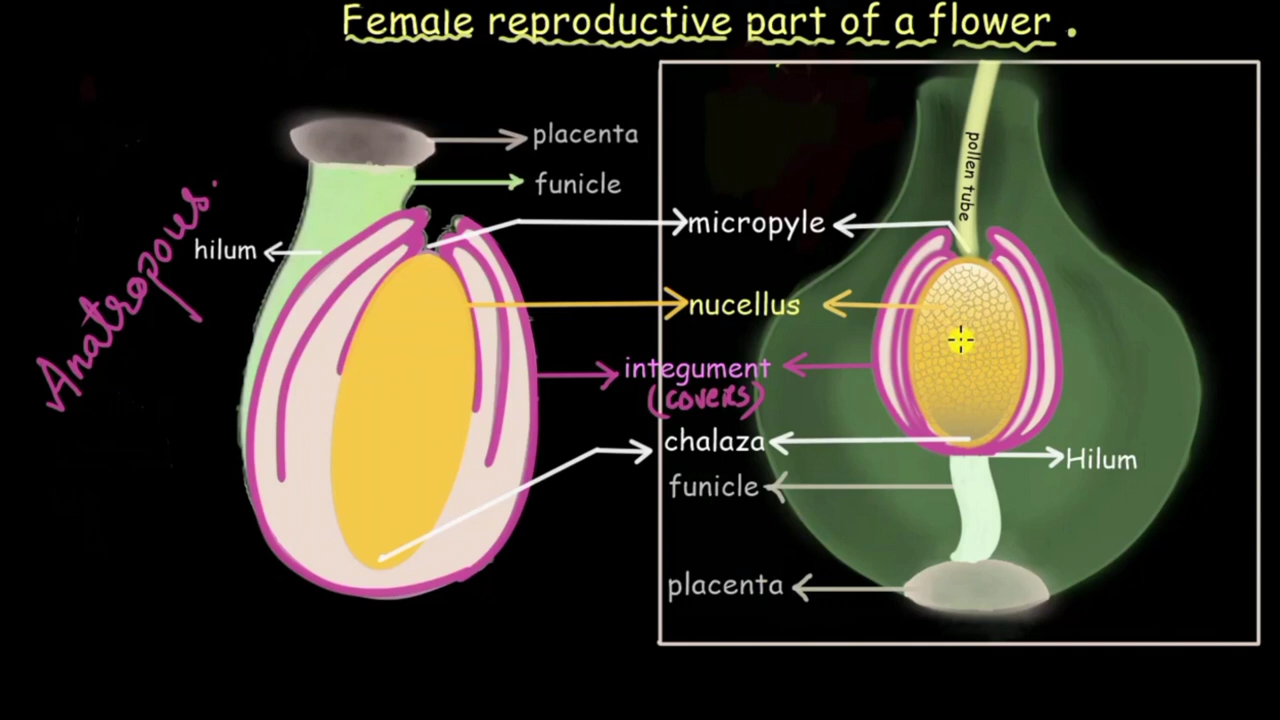 Female reproductive part of a flower .
placenta
funicle
pollen tube
micropyle
hilum
Anatropous.
nucellus
integument
(covers)
chalaza
Hilum
funicle
placenta